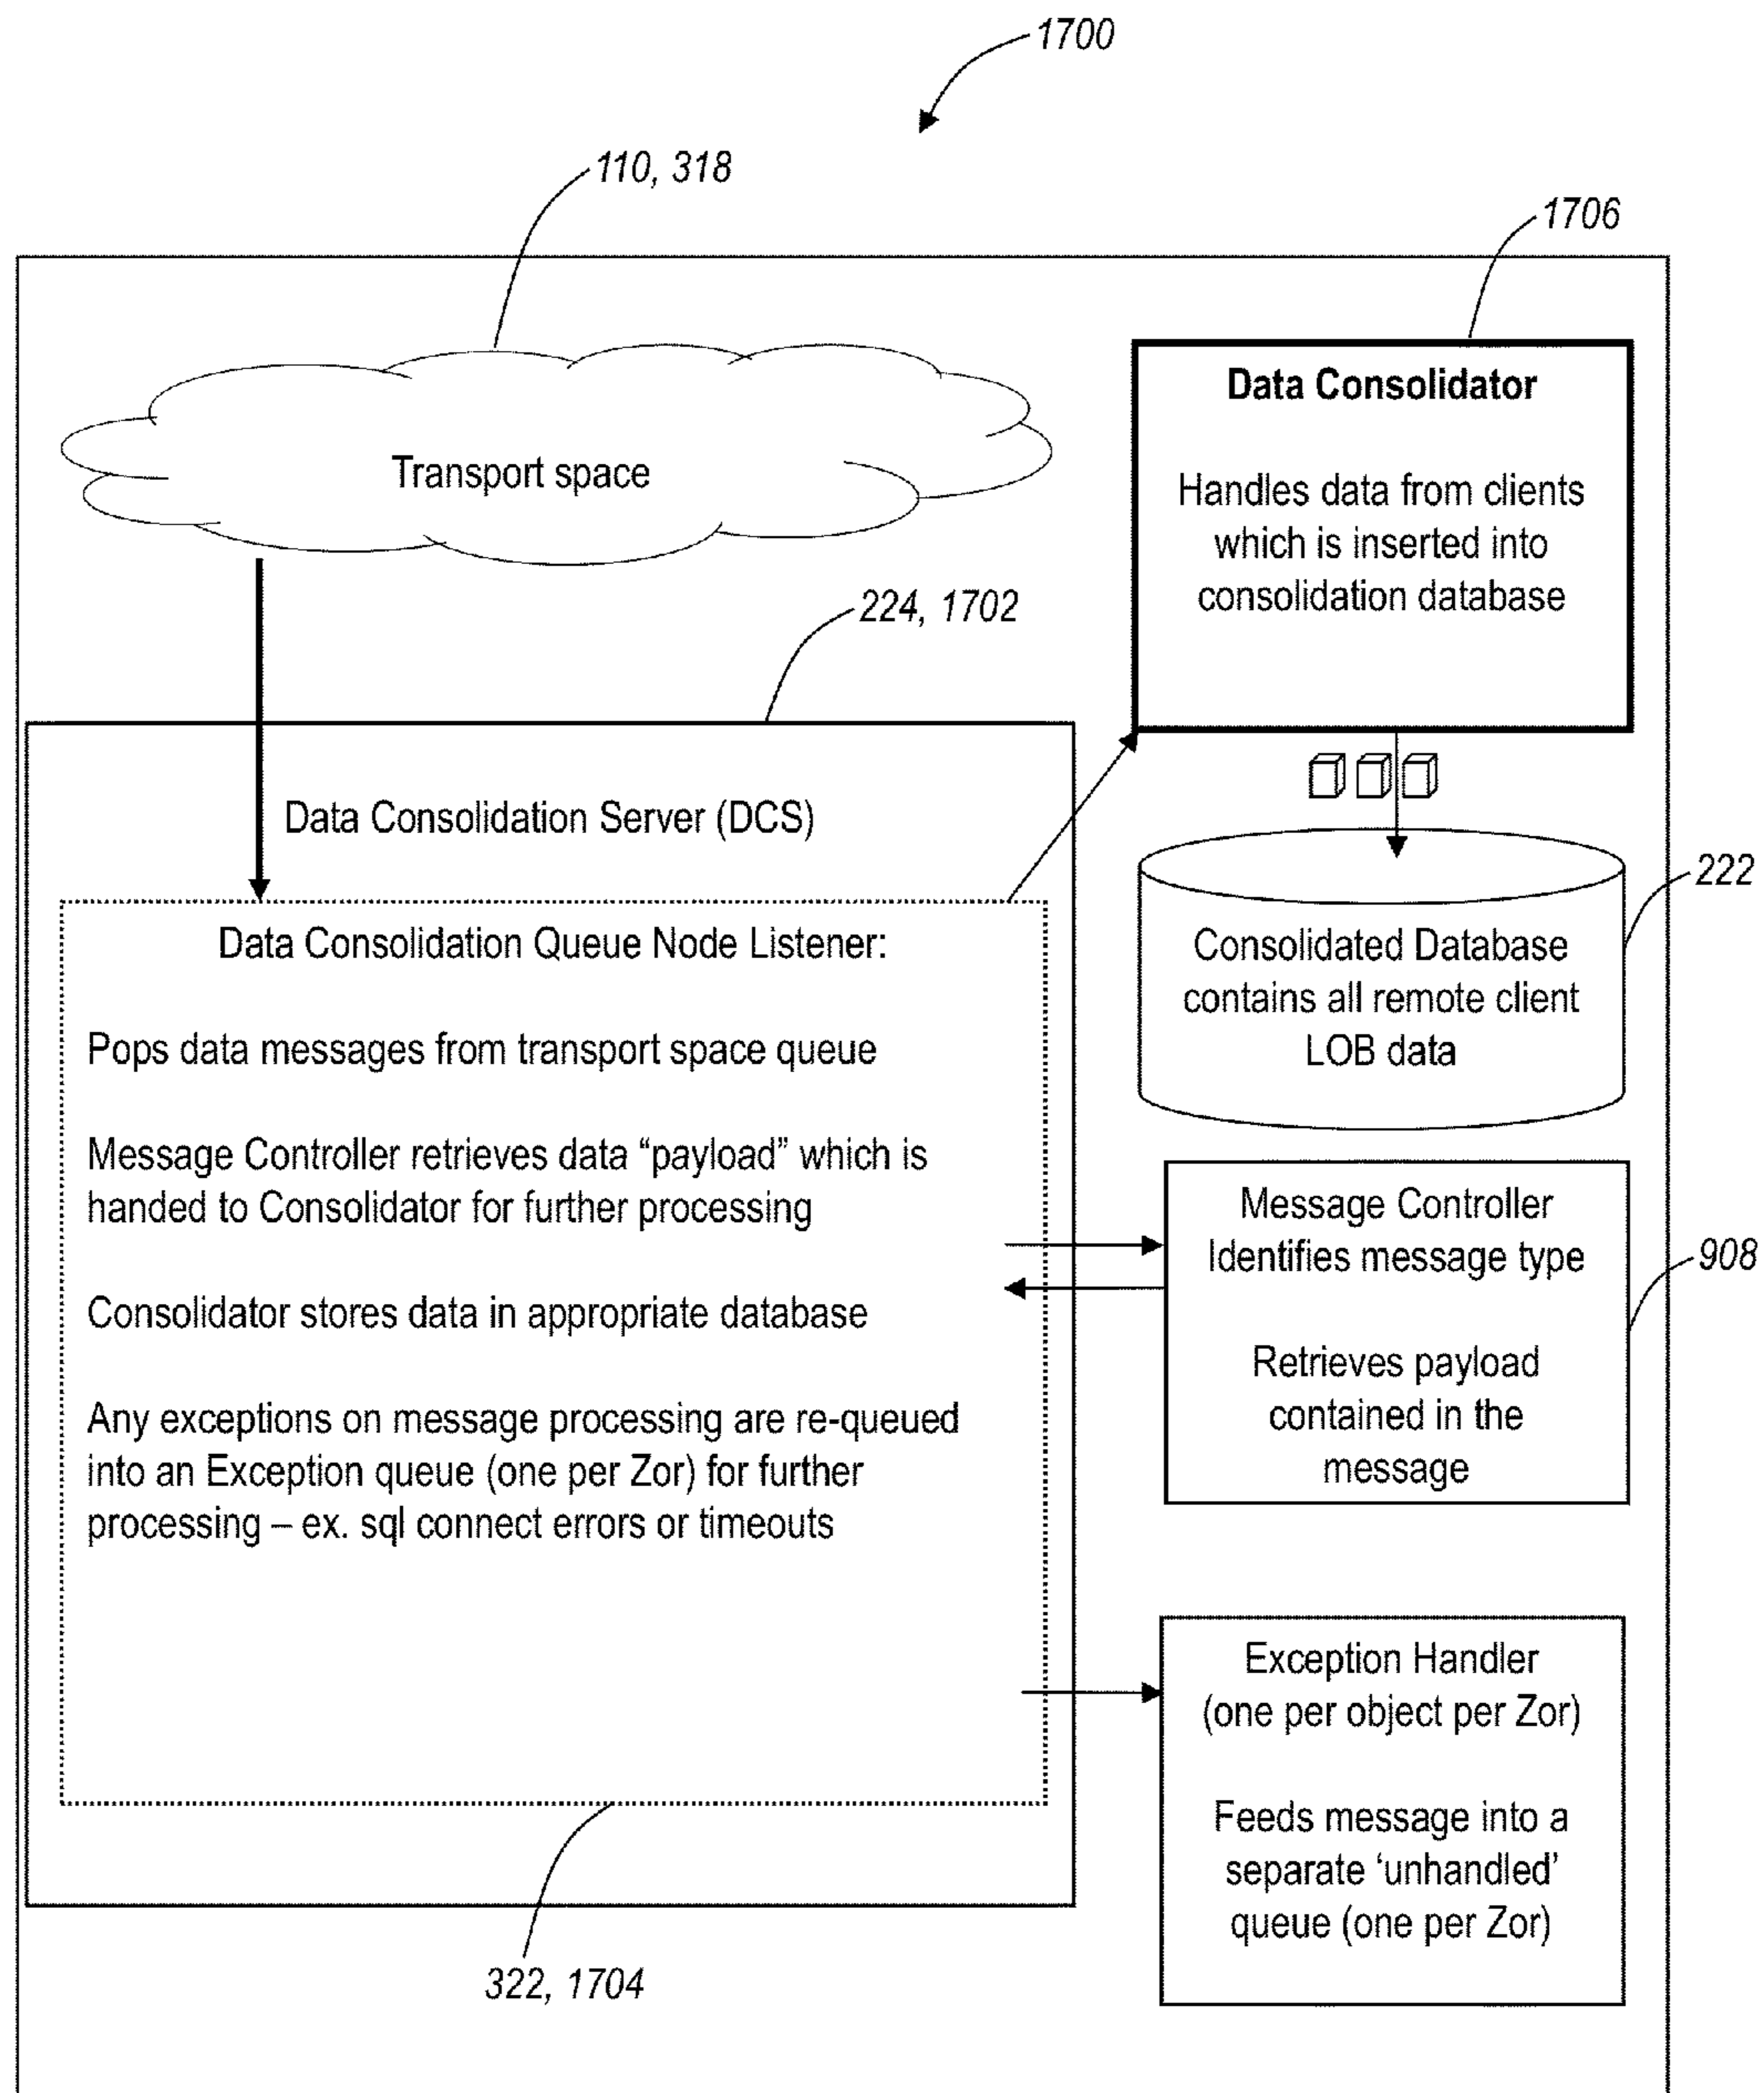 1700
110, 318
1706
Transport space
Data Consolidator
Handles data from clients
which is inserted into
consolidation database
224, 1702
Data Consolidation Server (DCS)
Data Consolidation Queue Node Listener:
Pops data messages from transport space queue
Message Controller retrieves data “payload” which is
handed to Consolidator for further processing
Consolidator stores data in appropriate database
Any exceptions on message processing are re-queued
into an Exception queue (one per Zor) for further
processing – ex. sql connect errors or timeouts
322, 1704
222
Consolidated Database
contains all remote client
LOB data
Message Controller
Identifies message type
Retrieves payload
contained in the
message
908
Exception Handler
(one per object per Zor)
Feeds message into a
separate ‘unhandled’
queue (one per Zor)